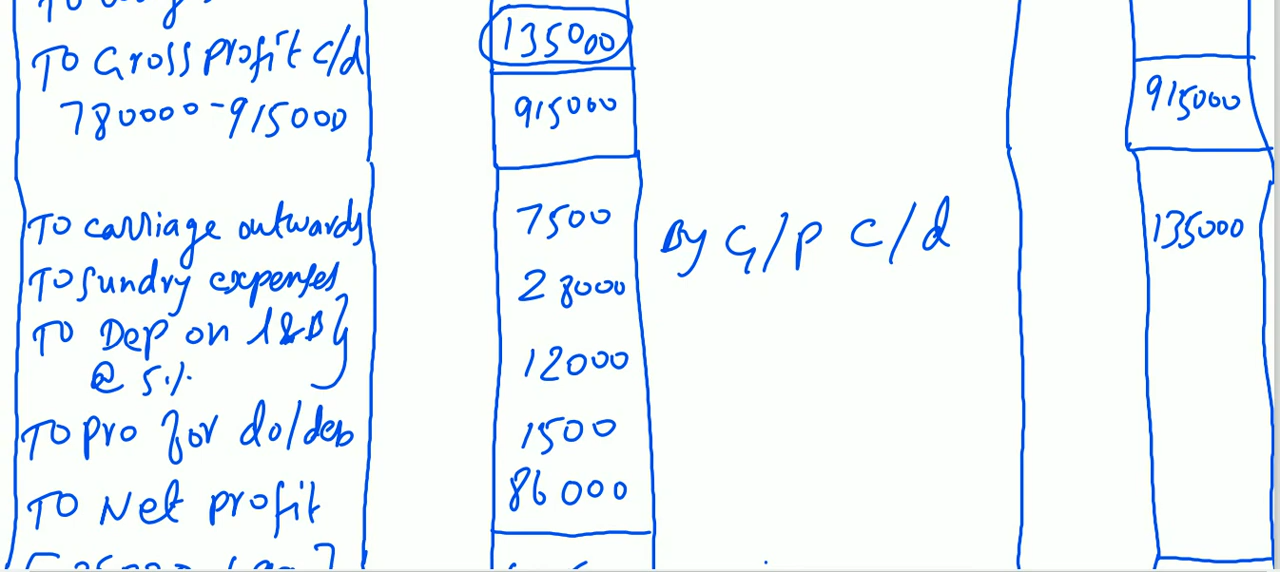 135000
To Gross profit c/d
915000
780000-915000
915000
To carriage outwards 7500 By G/P c/d 135000
To Sundry expenses 28000
To Dep on L&B}
@ 5% 12000
To pro for do/deb 1500
To Net profit 86000